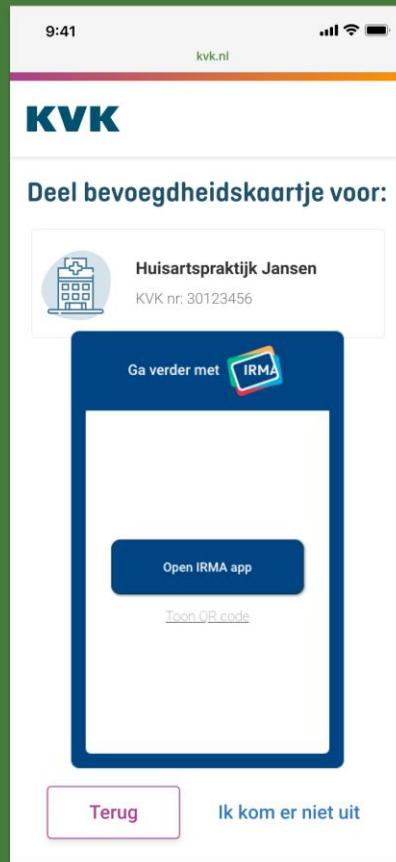 9:41
kvk.nl
KVK
Deel bevoegdheidskaartje voor:
Huisartspraktijk Jansen
KVK nr: 30123456
Ga verder met IRMA
Open IRMA app
Toon QR code
Terug
Ik kom er niet uit